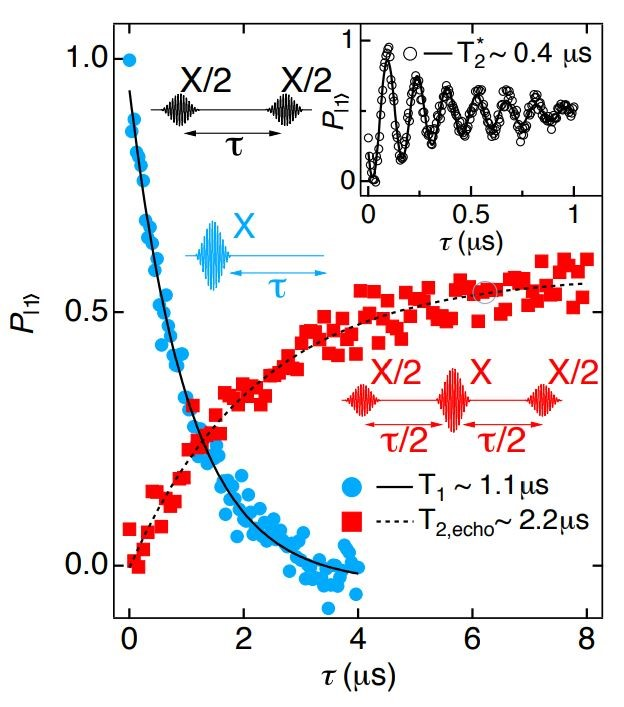 1.0
X/2 X/2
τ
X
τ
P|1⟩
0.5
X/2 X X/2
τ/2 τ/2
T1 ~ 1.1µs
T2,echo~ 2.2µs
0.0
0 2 4 6 8
τ (µs)
1
T2* ~ 0.4 µs
P|1⟩
0
0 0.5 1
τ (µs)